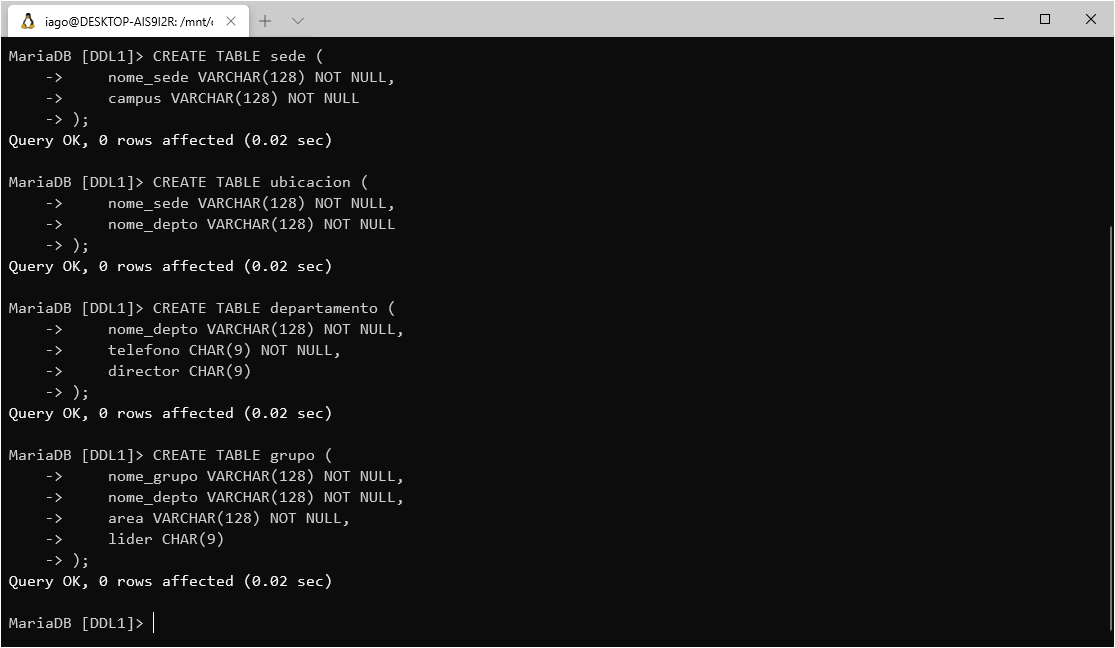 iago@DESKTOP-AIS9I2R: /mnt/
MariaDB [DDL1]> CREATE TABLE sede (
    ->     nome_sede VARCHAR(128) NOT NULL,
    ->     campus VARCHAR(128) NOT NULL
    -> );
Query OK, 0 rows affected (0.02 sec)
MariaDB [DDL1]> CREATE TABLE ubicacion (
    ->     nome_sede VARCHAR(128) NOT NULL,
    ->     nome_depto VARCHAR(128) NOT NULL
    -> );
Query OK, 0 rows affected (0.02 sec)
MariaDB [DDL1]> CREATE TABLE departamento (
    ->     nome_depto VARCHAR(128) NOT NULL,
    ->     telefono CHAR(9) NOT NULL,
    ->     director CHAR(9)
    -> );
Query OK, 0 rows affected (0.02 sec)
MariaDB [DDL1]> CREATE TABLE grupo (
    ->     nome_grupo VARCHAR(128) NOT NULL,
    ->     nome_depto VARCHAR(128) NOT NULL,
    ->     area VARCHAR(128) NOT NULL,
    ->     lider CHAR(9)
    -> );
Query OK, 0 rows affected (0.02 sec)
MariaDB [DDL1]>